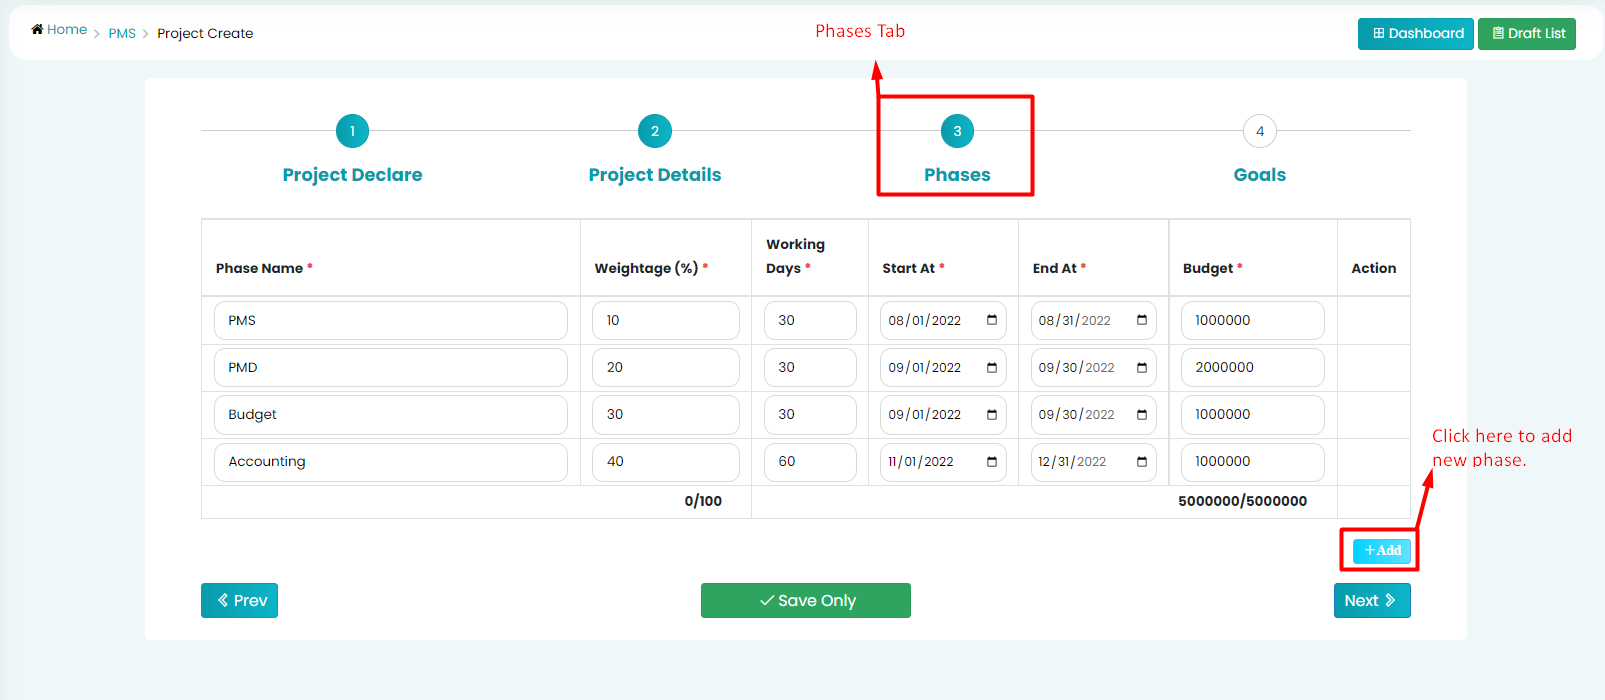 Home > PMS > Project Create
Phases Tab
Dashboard
Draft List
1
2
3
4
Project Declare
Project Details
Phases
Goals
Phase Name * Weightage (%) * Working Days * Start At * End At * Budget * Action
PMS 10 30 08/01/2022 08/31/2022 1000000
PMD 20 30 09/01/2022 09/30/2022 2000000
Budget 30 30 09/01/2022 09/30/2022 1000000
Accounting 40 60 11/01/2022 12/31/2022 1000000
0/100 5000000/5000000
Click here to add
new phase.
+Add
Prev
Save Only
Next